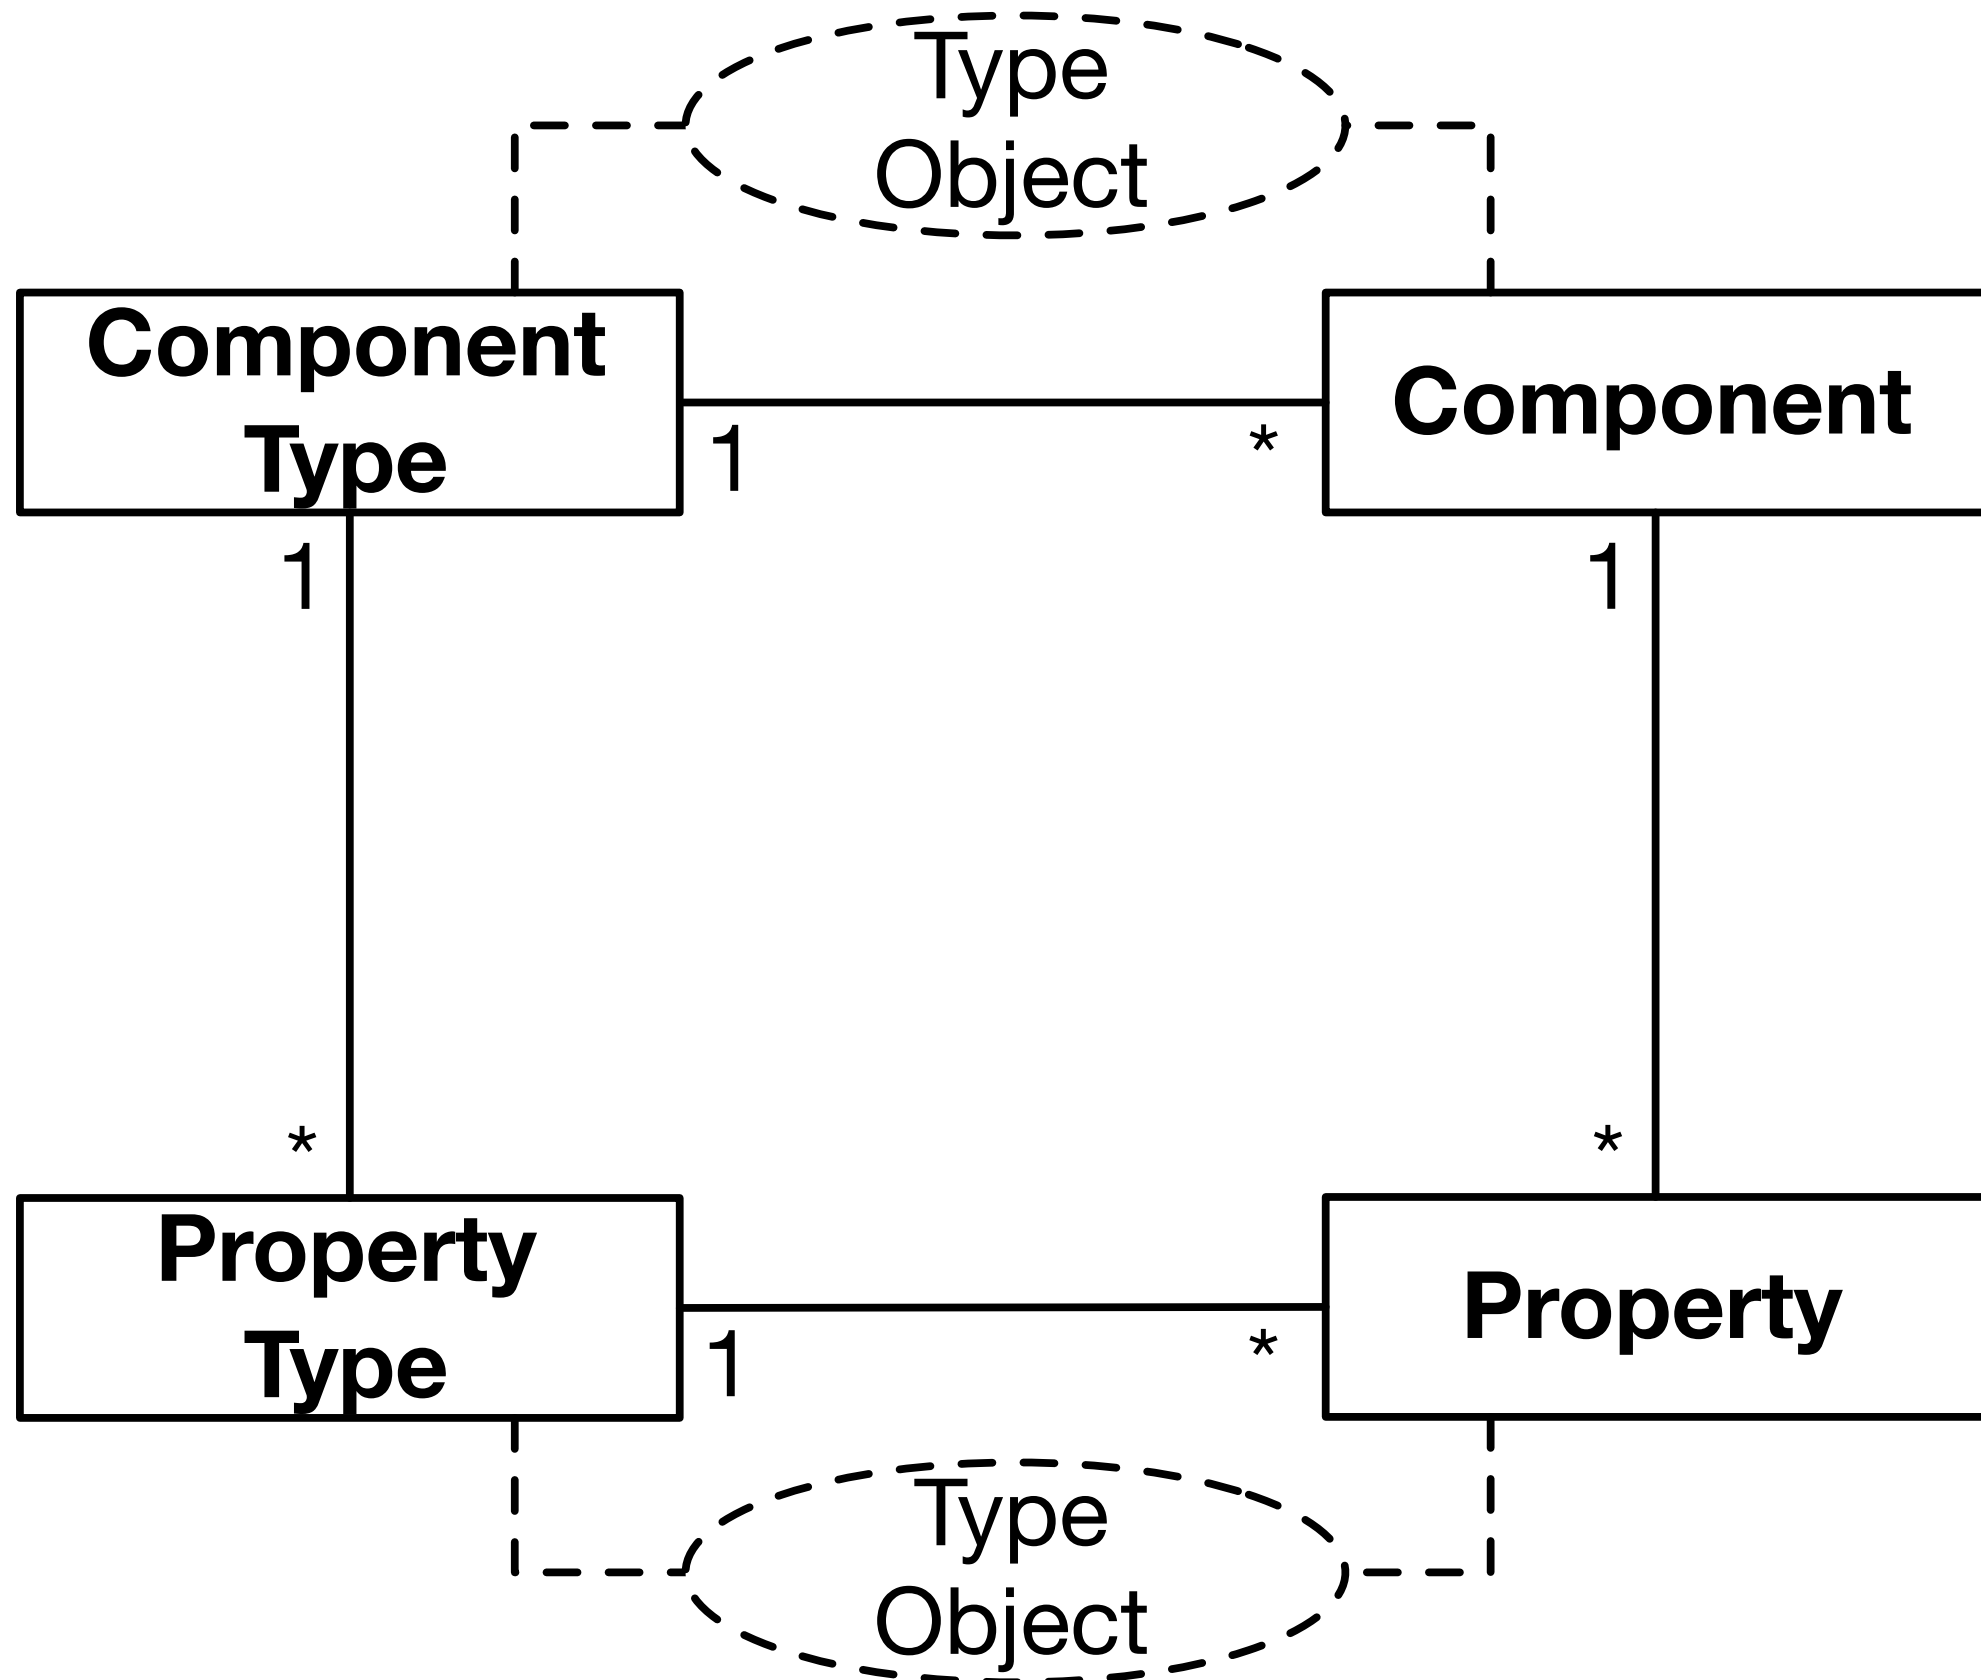 Type
Object
Component
Type
Component
1
*
1
1
*
*
Property
Type
Property
1
*
Type
Object